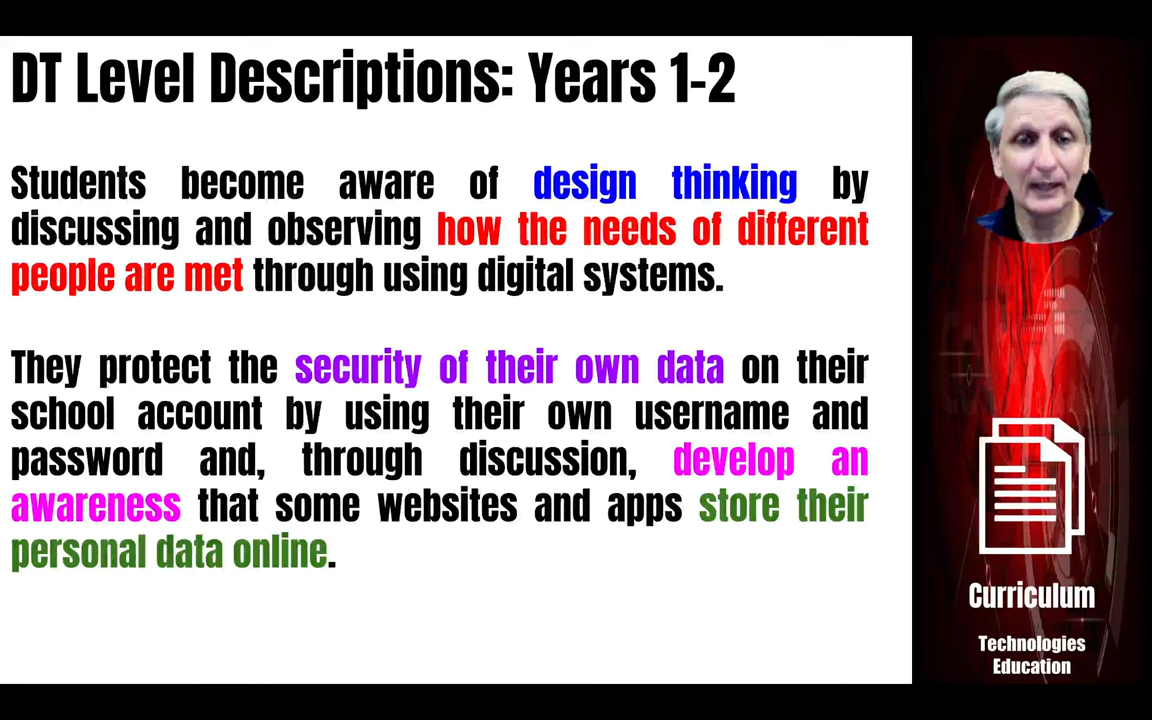 DT Level Descriptions: Years 1-2
Students become aware of design thinking by
discussing and observing how the needs of different
people are met through using digital systems.
They protect the security of their own data on their
school account by using their own username and
password and, through discussion, develop an
awareness that some websites and apps store their
personal data online.
Curriculum
Technologies
Education